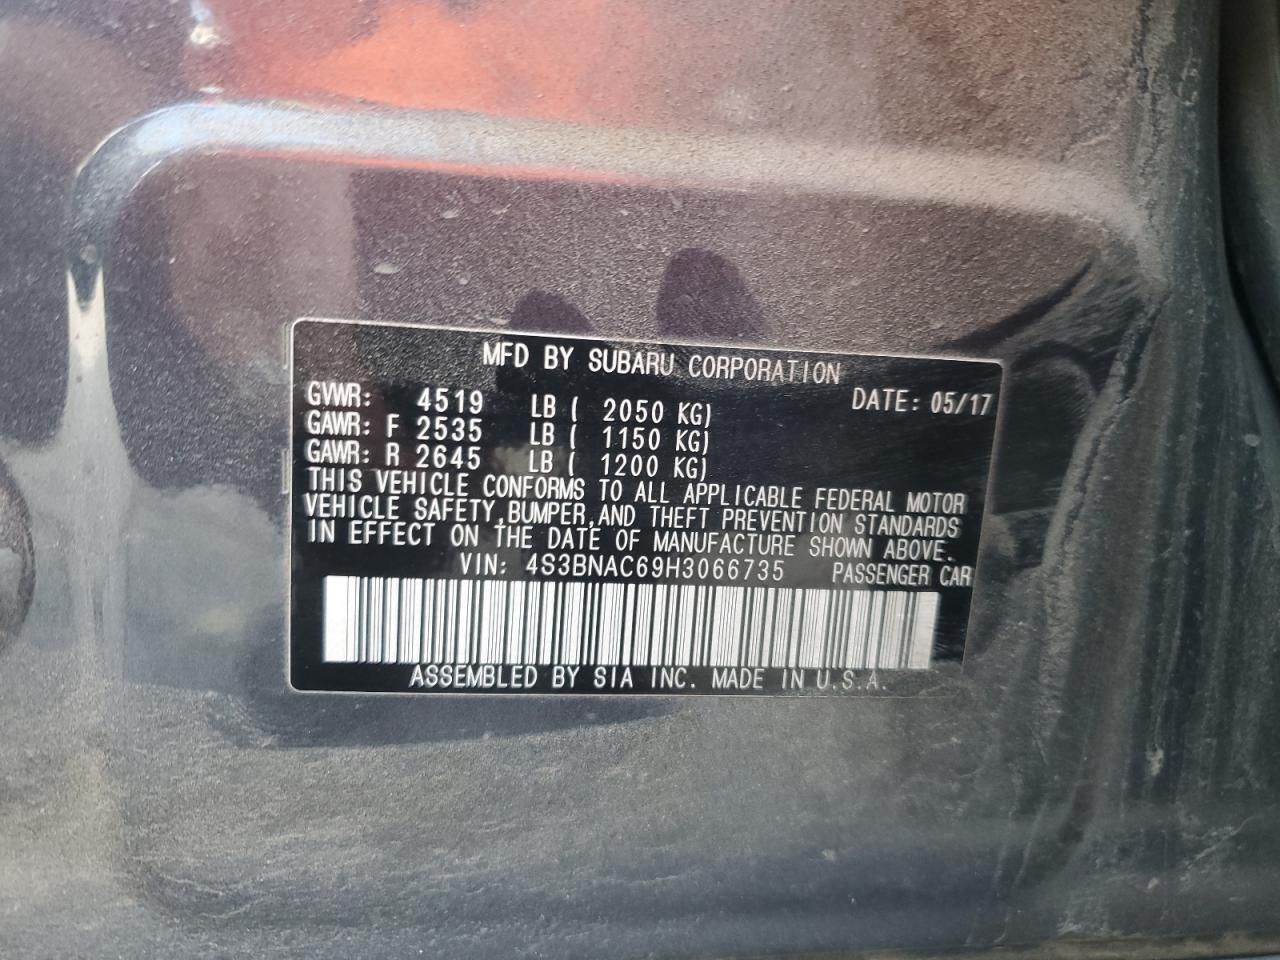 MFD BY SUBARU CORPORATION
GVWR: 4519 LB ( 2050 KG) DATE: 05/17
GAWR: F 2535 LB ( 1150 KG)
GAWR: R 2645 LB ( 1200 KG)
THIS VEHICLE CONFORMS TO ALL APPLICABLE FEDERAL MOTOR
VEHICLE SAFETY,BUMPER,AND THEFT PREVENTION STANDARDS
IN EFFECT ON THE DATE OF MANUFACTURE SHOWN ABOVE.
VIN: 4S3BNAC69H3066735 PASSENGER CAR
ASSEMBLED BY SIA INC. MADE IN U.S.A.